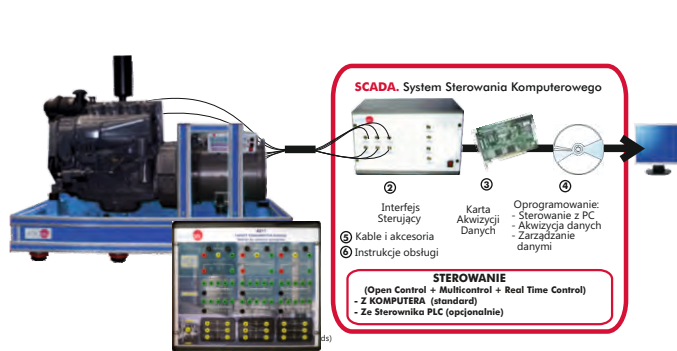 SCADA. System Sterowania Komputerowego
②
Interfejs
Sterujący
③
Karta
Akwizycji
Danych
④
Oprogramowanie:
- Sterowanie z PC
- Akwizycja danych
- Zarządzanie
danymi
⑤ Kable i akcesoria
⑥ Instrukcje obsługi
STEROWANIE
(Open Control + Multicontrol + Real Time Control)
- Z KOMPUTERA (standard)
- Ze Sterownika PLC (opcjonalnie)
ds)